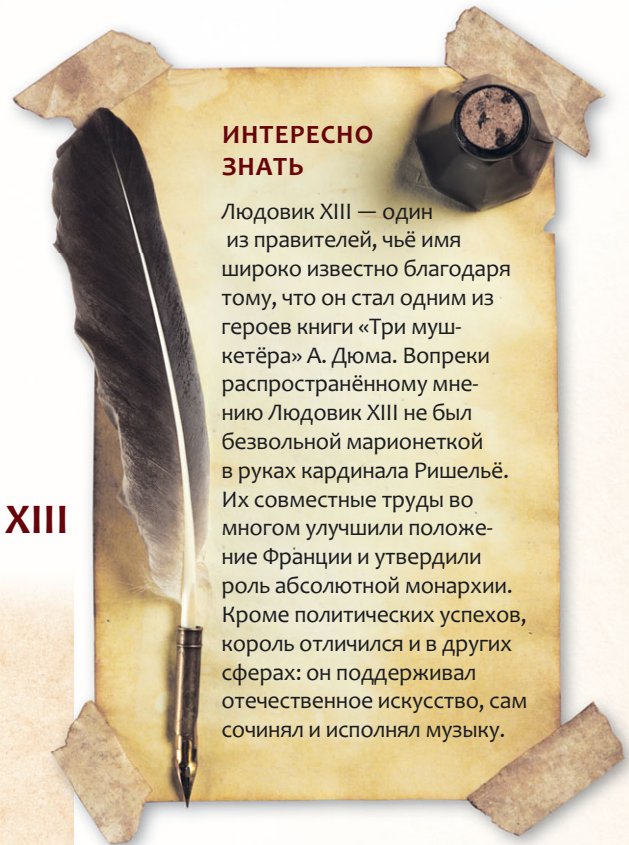 ИНТЕРЕСНО
ЗНАТЬ
Людовик XIII — один
из правителей, чьё имя
широко известно благодаря
тому, что он стал одним из
героев книги «Три муш-
кетёра» А. Дюма. Вопреки
распространённому мне-
нию Людовик XIII не был
безвольной марионеткой
в руках кардинала Ришельё.
Их совместные труды во
многом улучшили положе-
ние Франции и утвердили
роль абсолютной монархии.
Кроме политических успехов,
король отличился и в других
сферах: он поддерживал
отечественное искусство, сам
сочинял и исполнял музыку.
XIII